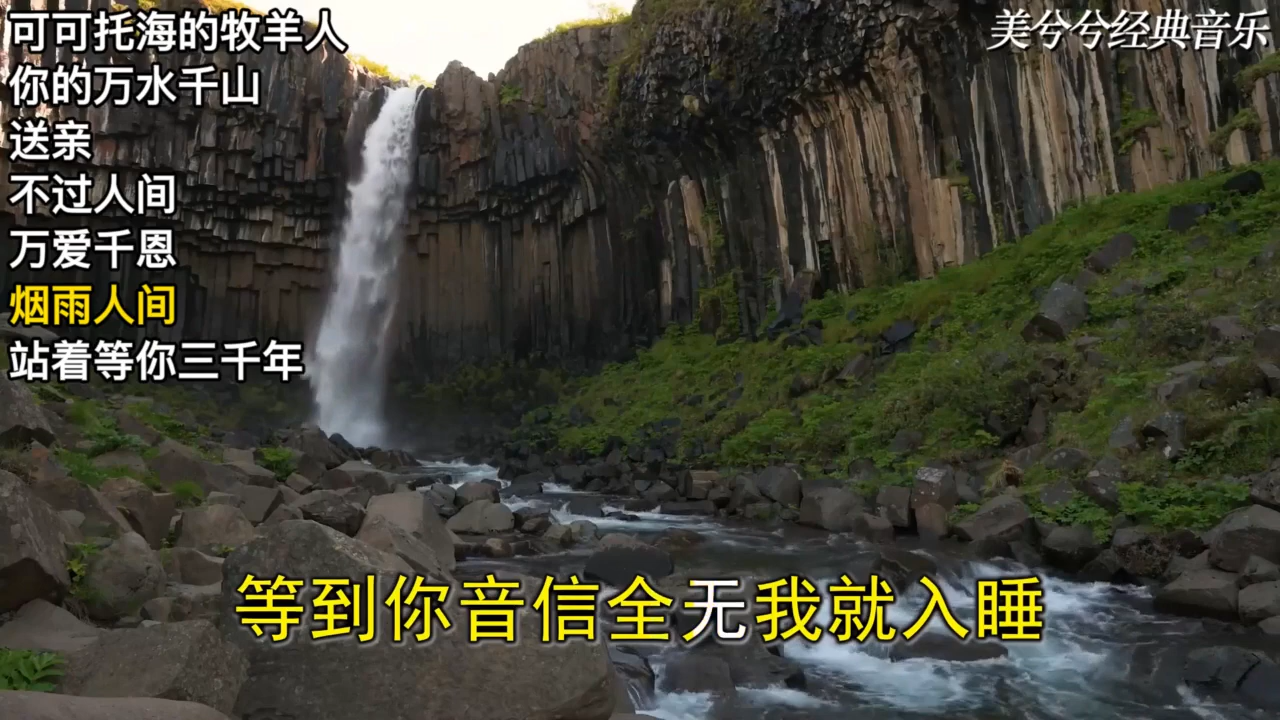 可可托海的牧羊人
美兮兮经典音乐
你的万水千山
送亲
不过人间
万爱千恩
烟雨人间
站着等你三千年
等到你音信全无我就入睡